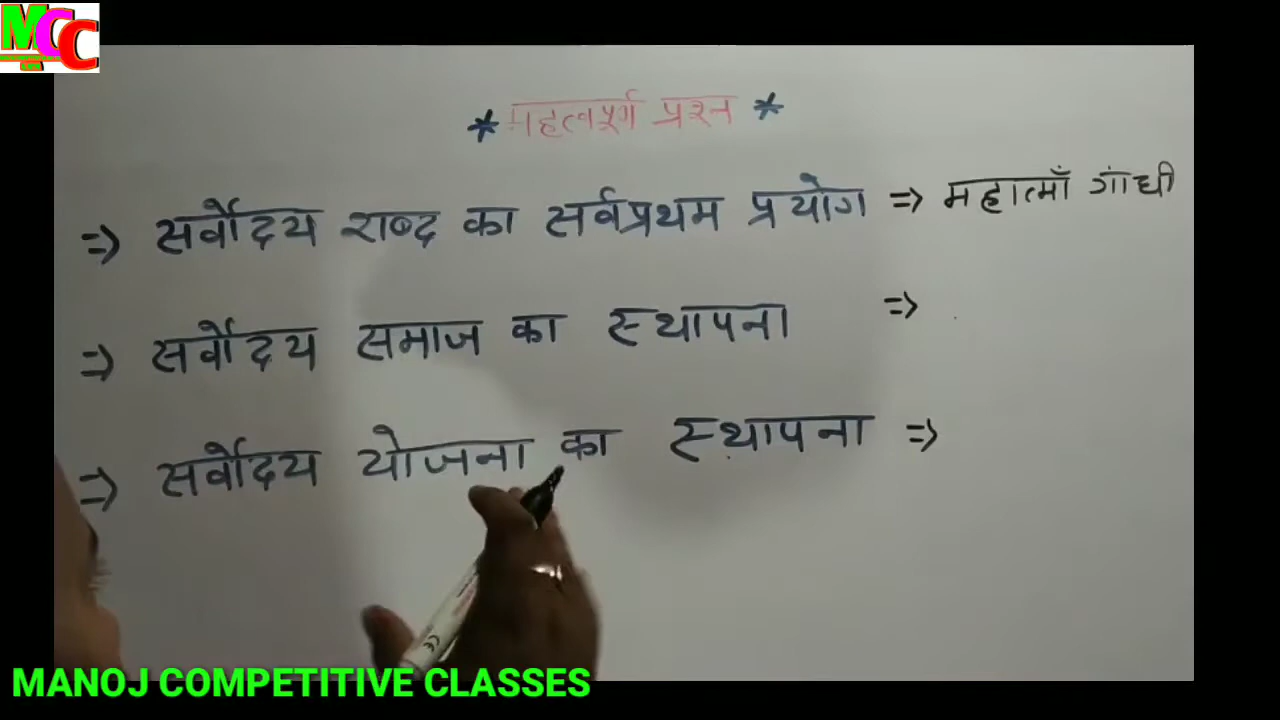 MCC
* महत्वपूर्ण प्रश्न *
=> सर्वोदय शब्द का सर्वप्रथम प्रयोग => महात्माँ गांधी
=> सर्वोदय समाज का स्थापना =>
=> सर्वोदय योजना का स्थापना =>
MANOJ COMPETITIVE CLASSES